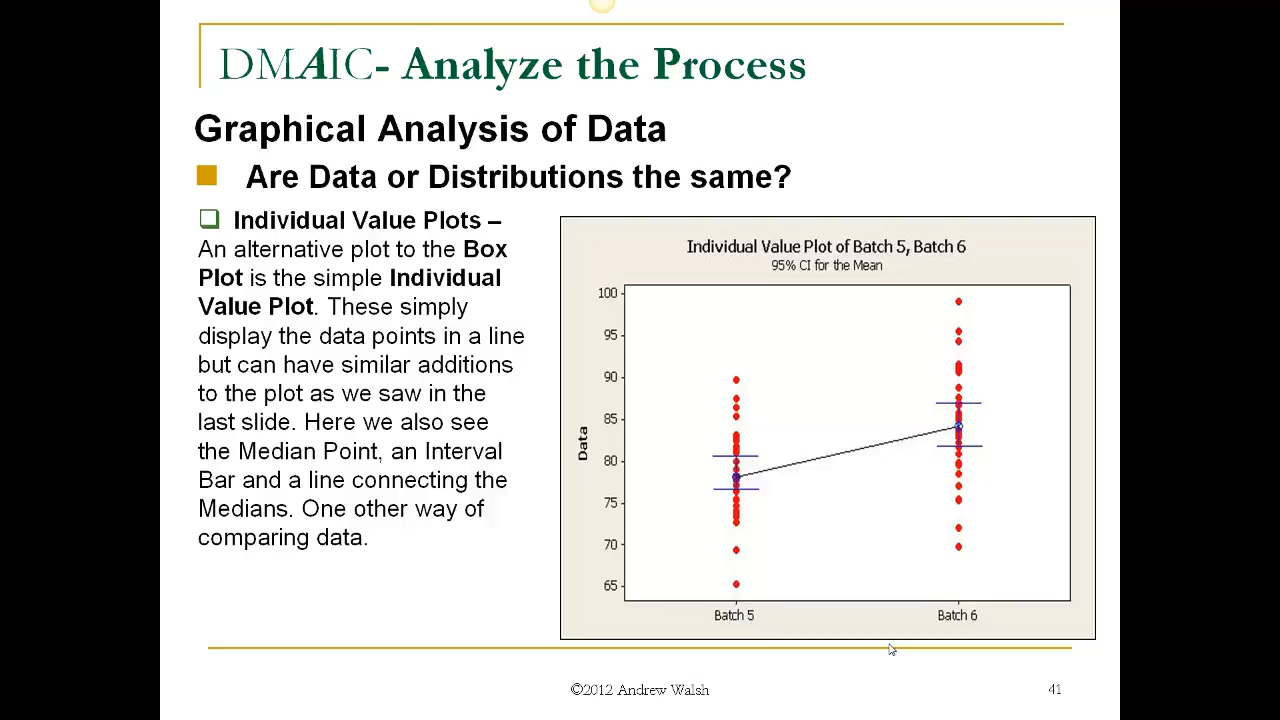 DMAIC- Analyze the Process
Graphical Analysis of Data
Are Data or Distributions the same?
Individual Value Plots –
An alternative plot to the Box
Plot is the simple Individual
Value Plot. These simply
display the data points in a line
but can have similar additions
to the plot as we saw in the
last slide. Here we also see
the Median Point, an Interval
Bar and a line connecting the
Medians. One other way of
comparing data.
Individual Value Plot of Batch 5, Batch 6
95% CI for the Mean
100
95
90
85
80
75
70
65
Data
Batch 5
Batch 6
©2012 Andrew Walsh
41